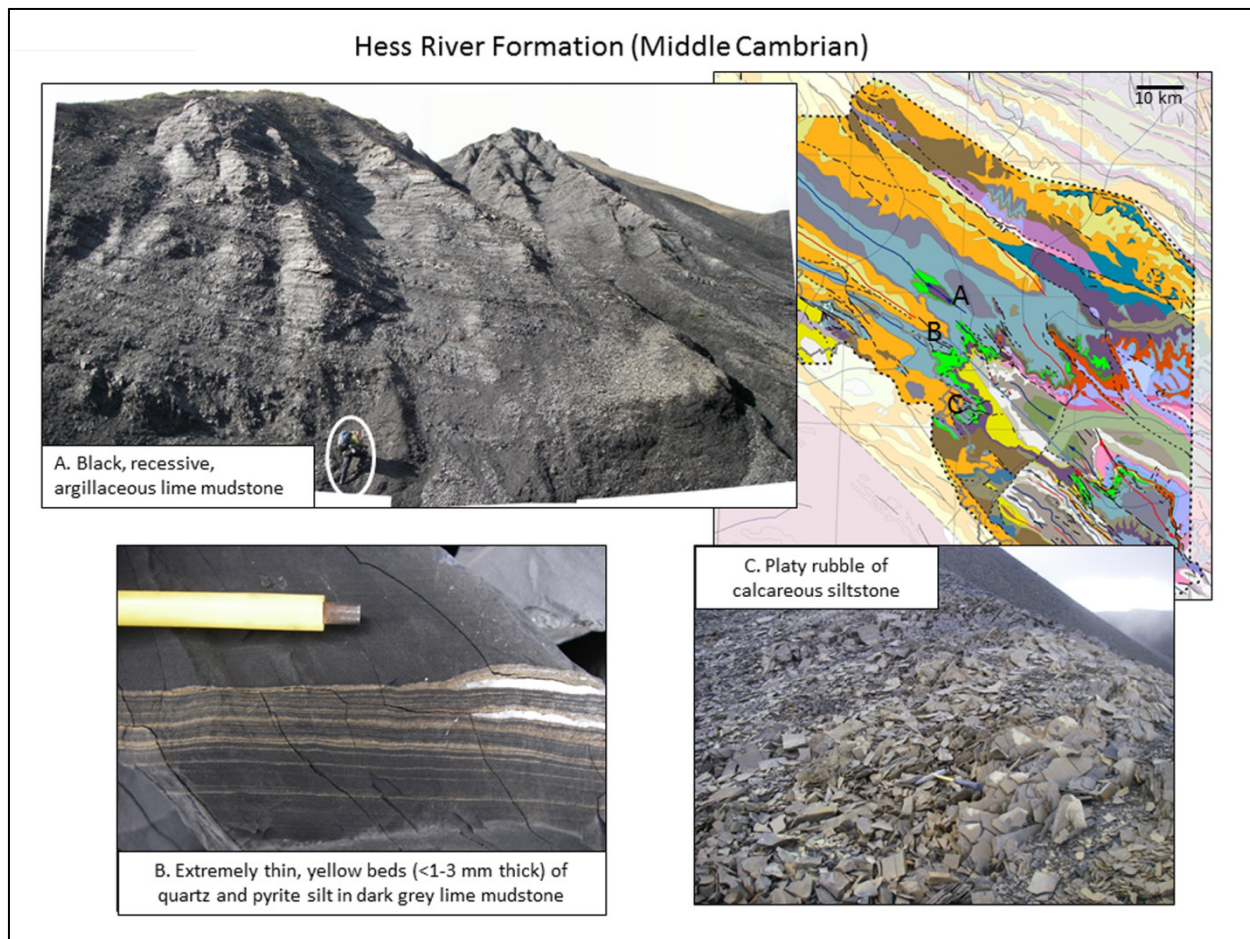 Hess River Formation (Middle Cambrian)
10 km
A
B
C
A. Black, recessive,
argillaceous lime mudstone
C. Platy rubble of
calcareous siltstone
B. Extremely thin, yellow beds (<1-3 mm thick) of
quartz and pyrite silt in dark grey lime mudstone